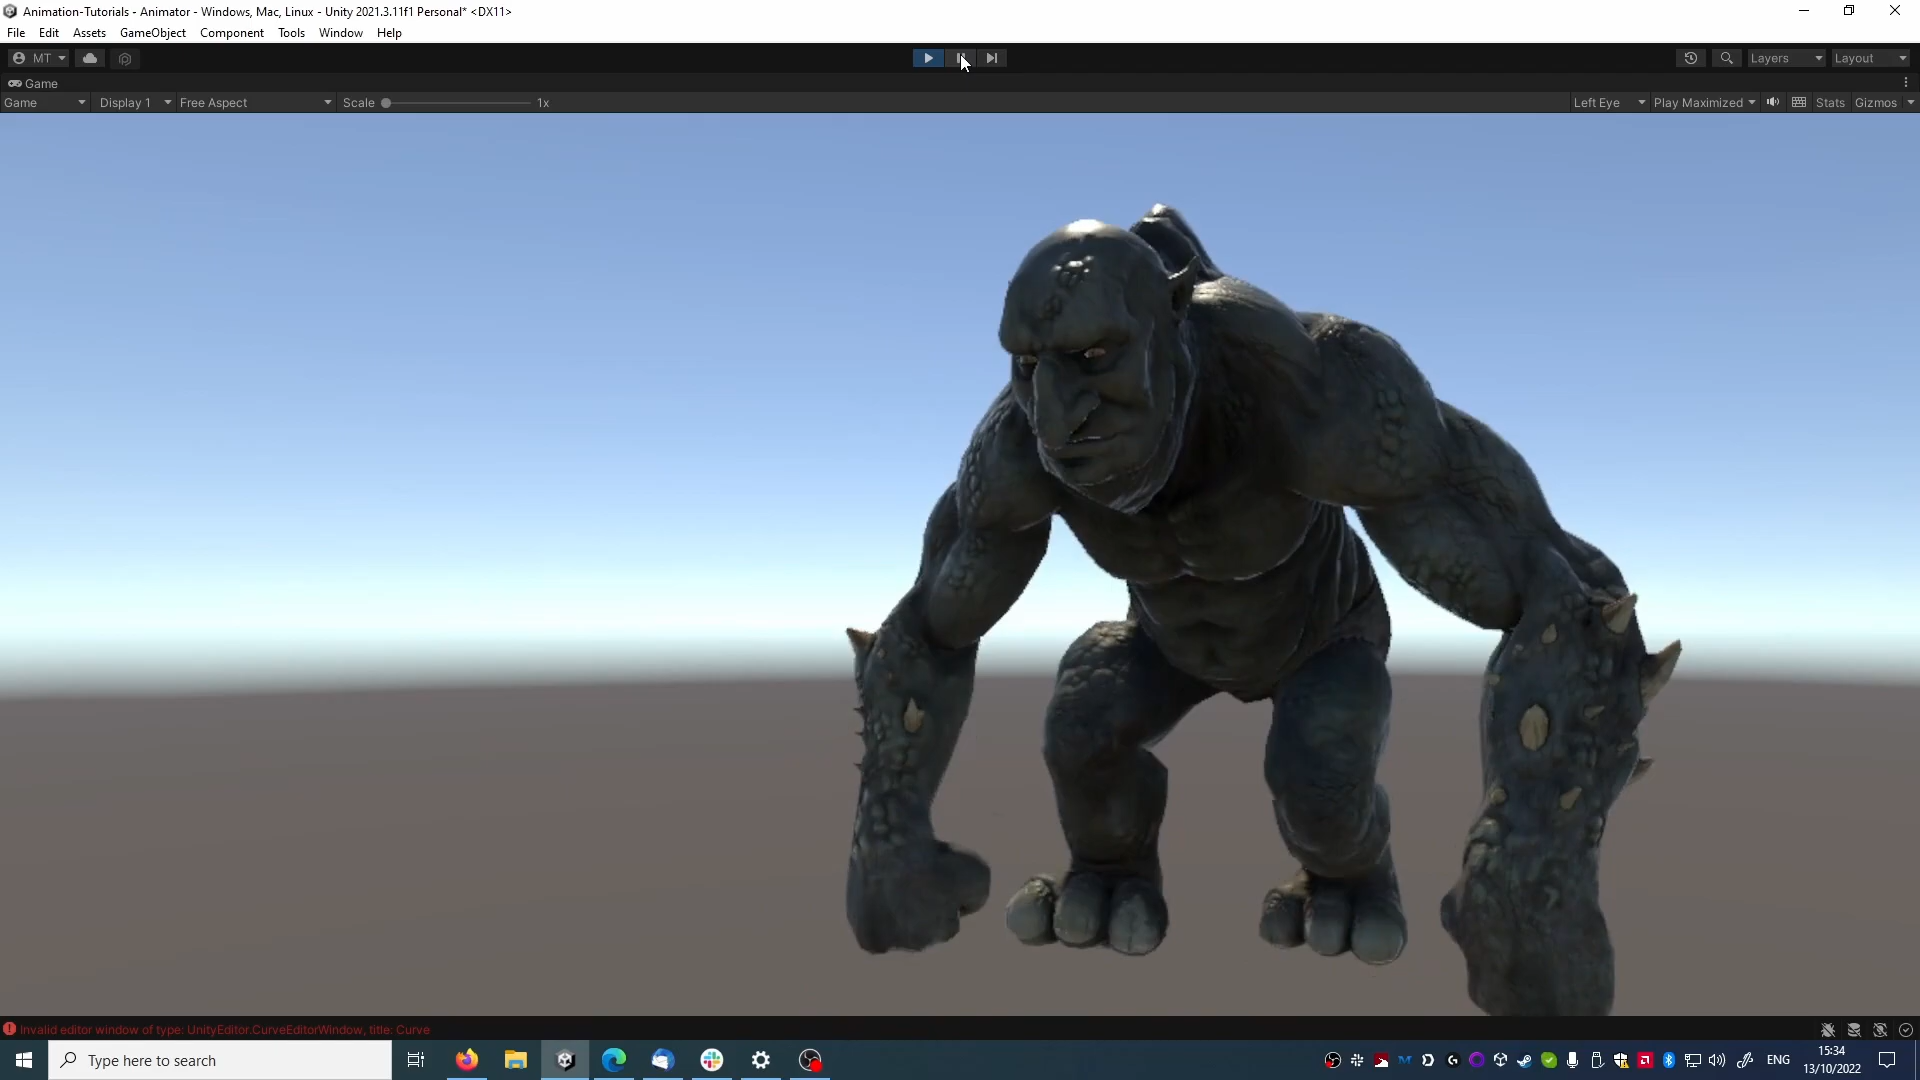 Animation-Tutorials - Animator - Windows, Mac, Linux - Unity 2021.3.11f1 Personal* <DX11>
File Edit Assets GameObject Component Tools Window Help
MT Layers Layout
Game
Game Display 1 Free Aspect Scale 1x Left Eye Play Maximized Stats Gizmos
Invalid editor window of type: UnityEditor.CurveEditorWindow, title: Curve
Type here to search
ENG
15:34
13/10/2022